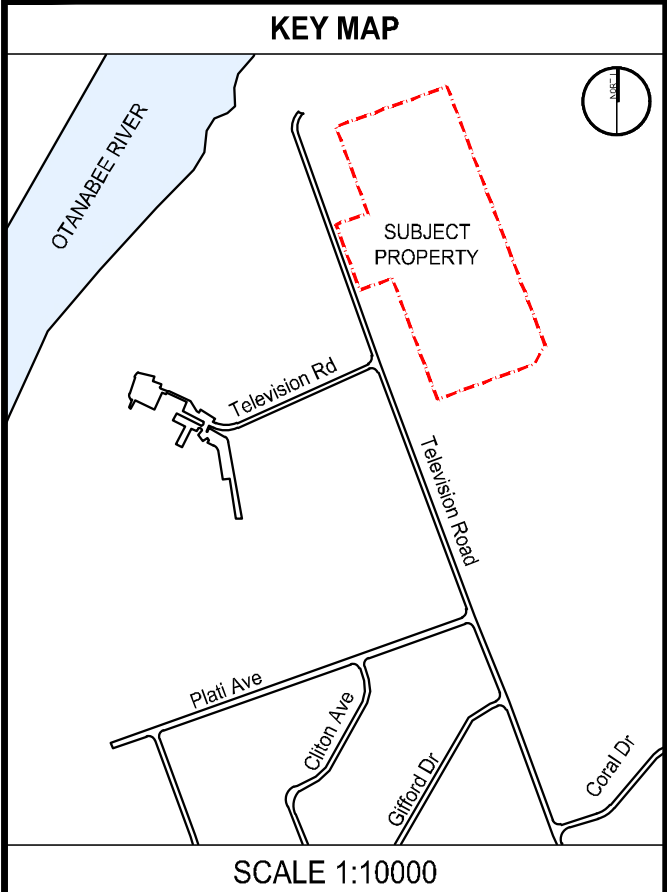 KEY MAP
NORTH
OTANABEE RIVER
SUBJECT
PROPERTY
Television Rd
Television Road
Plati Ave
Cliton Ave
Gifford Dr
Coral Dr
SCALE 1:10000